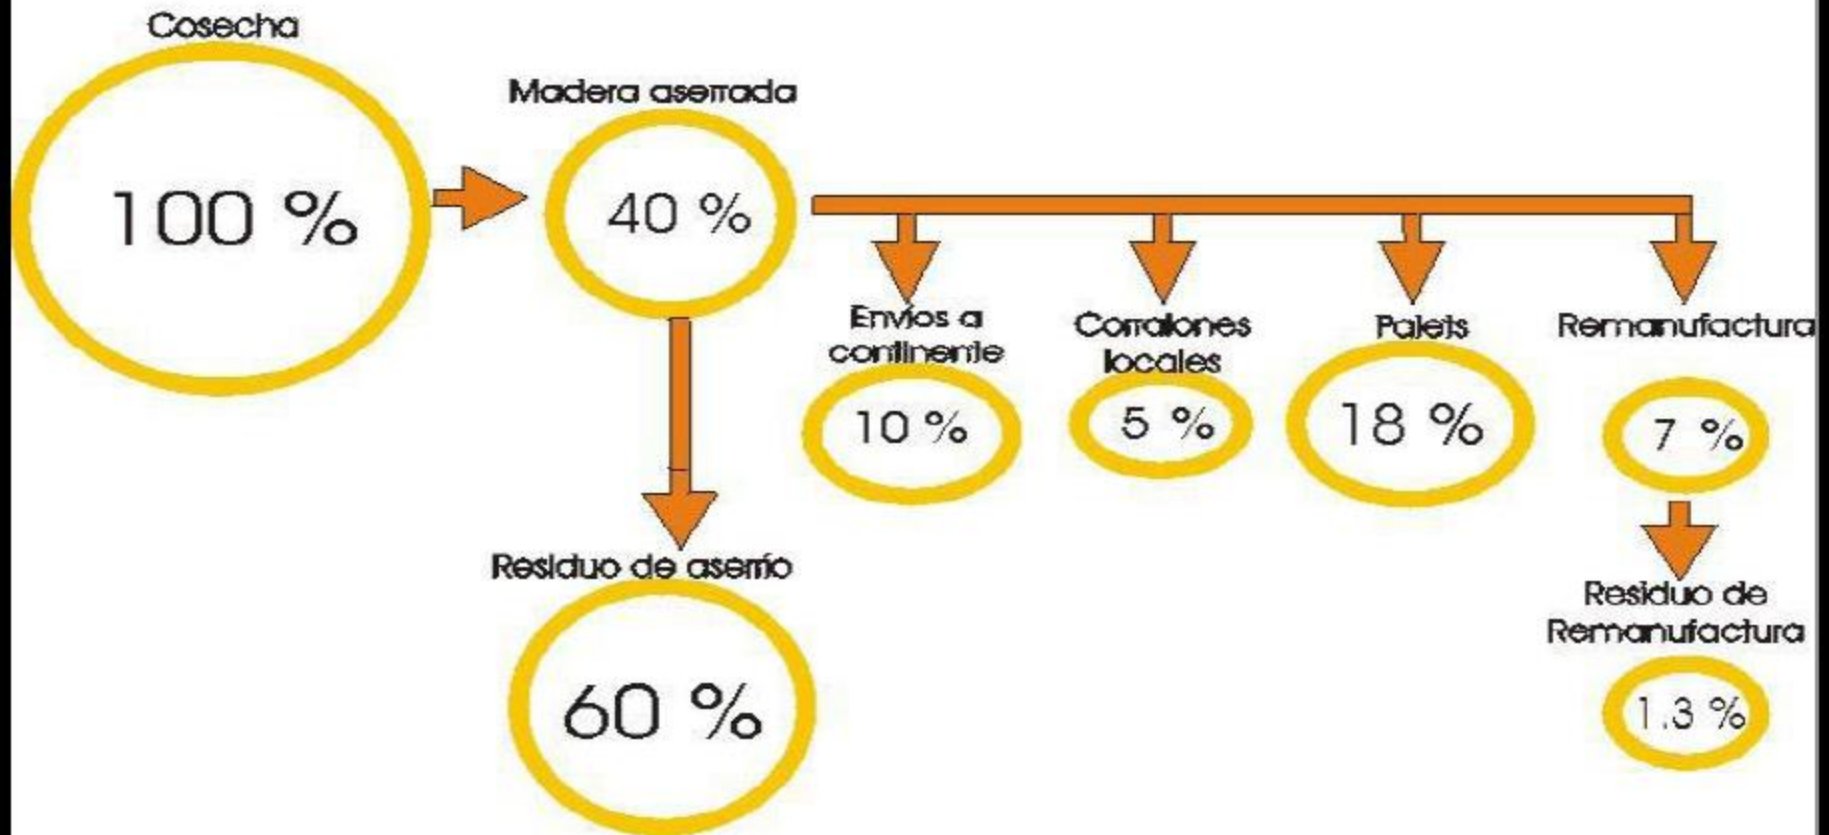 Cosecha
100 %
Madera aserrada
40 %
Envíos a
continente
10 %
Corralones
locales
5 %
Palets
18 %
Remanufactura
7 %
Residuo de aserrío
60 %
Residuo de
Remanufactura
1.3 %